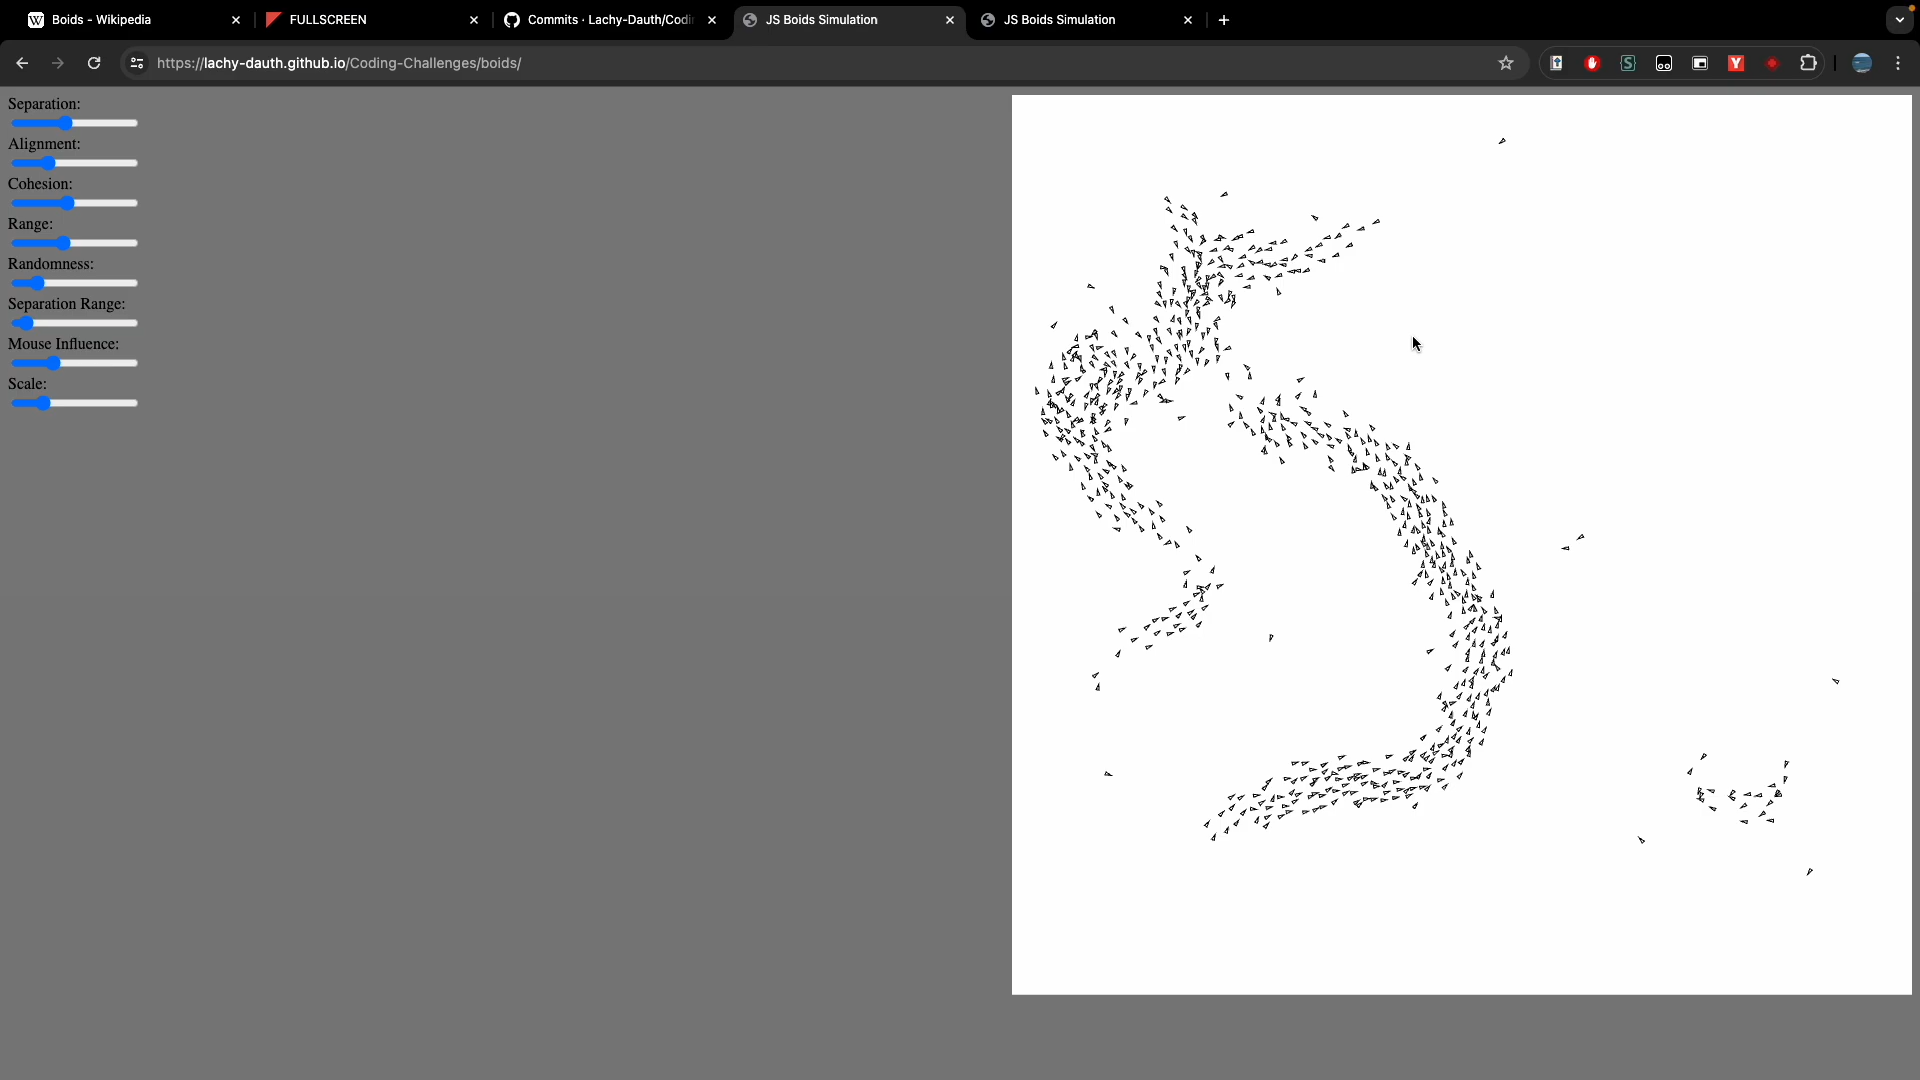 Boids - Wikipedia
FULLSCREEN
Commits · Lachy-Dauth/Codi
JS Boids Simulation
JS Boids Simulation
https://lachy-dauth.github.io/Coding-Challenges/boids/
Separation:
Alignment:
Cohesion:
Range:
Randomness:
Separation Range:
Mouse Influence:
Scale: